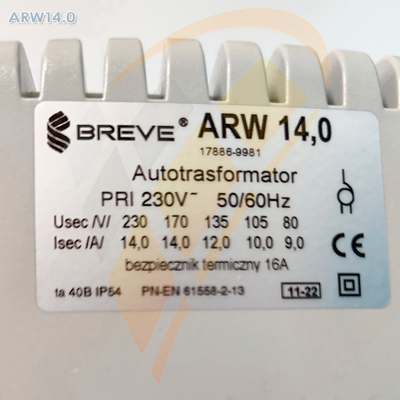 ARW14.0
BREVE® ARW 14,0
17886-9981
Autotrasformator
PRI 230V~ 50/60Hz
Usec /V/ 230 170 135 105 80
Isec /A/ 14,0 14,0 12,0 10,0 9,0
bezpiecznik termiczny 16A
CE
ta 40B IP54 PN-EN 61558-2-13 11-22